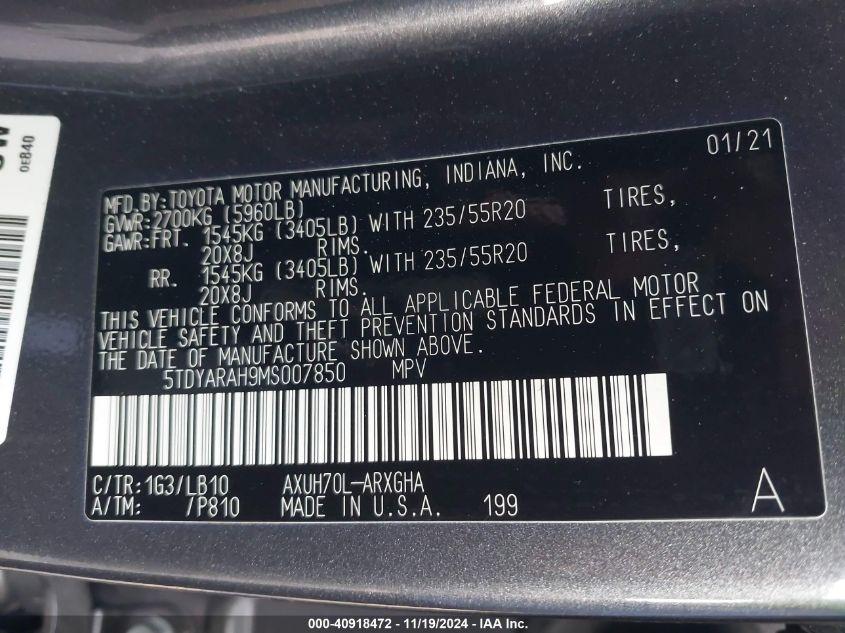 01/21
MFD.BY:TOYOTA MOTOR MANUFACTURING, INDIANA, INC.
GVWR:2700KG (5960LB)
GAWR:FRT. 1545KG (3405LB) WITH 235/55R20 TIRES,
20X8J RIMS.
RR. 1545KG (3405LB) WITH 235/55R20 TIRES,
20X8J RIMS.
THIS VEHICLE CONFORMS TO ALL APPLICABLE FEDERAL MOTOR
VEHICLE SAFETY AND THEFT PREVENTION STANDARDS IN EFFECT ON
THE DATE OF MANUFACTURE SHOWN ABOVE.
5TDYARAH9MS007850 MPV
C/TR:1G3/LB10 AXUH70L-ARXGHA
A/TM: /P810 MADE IN U.S.A. 199 A
0E840
000-40918472 - 11/19/2024 - IAA Inc.